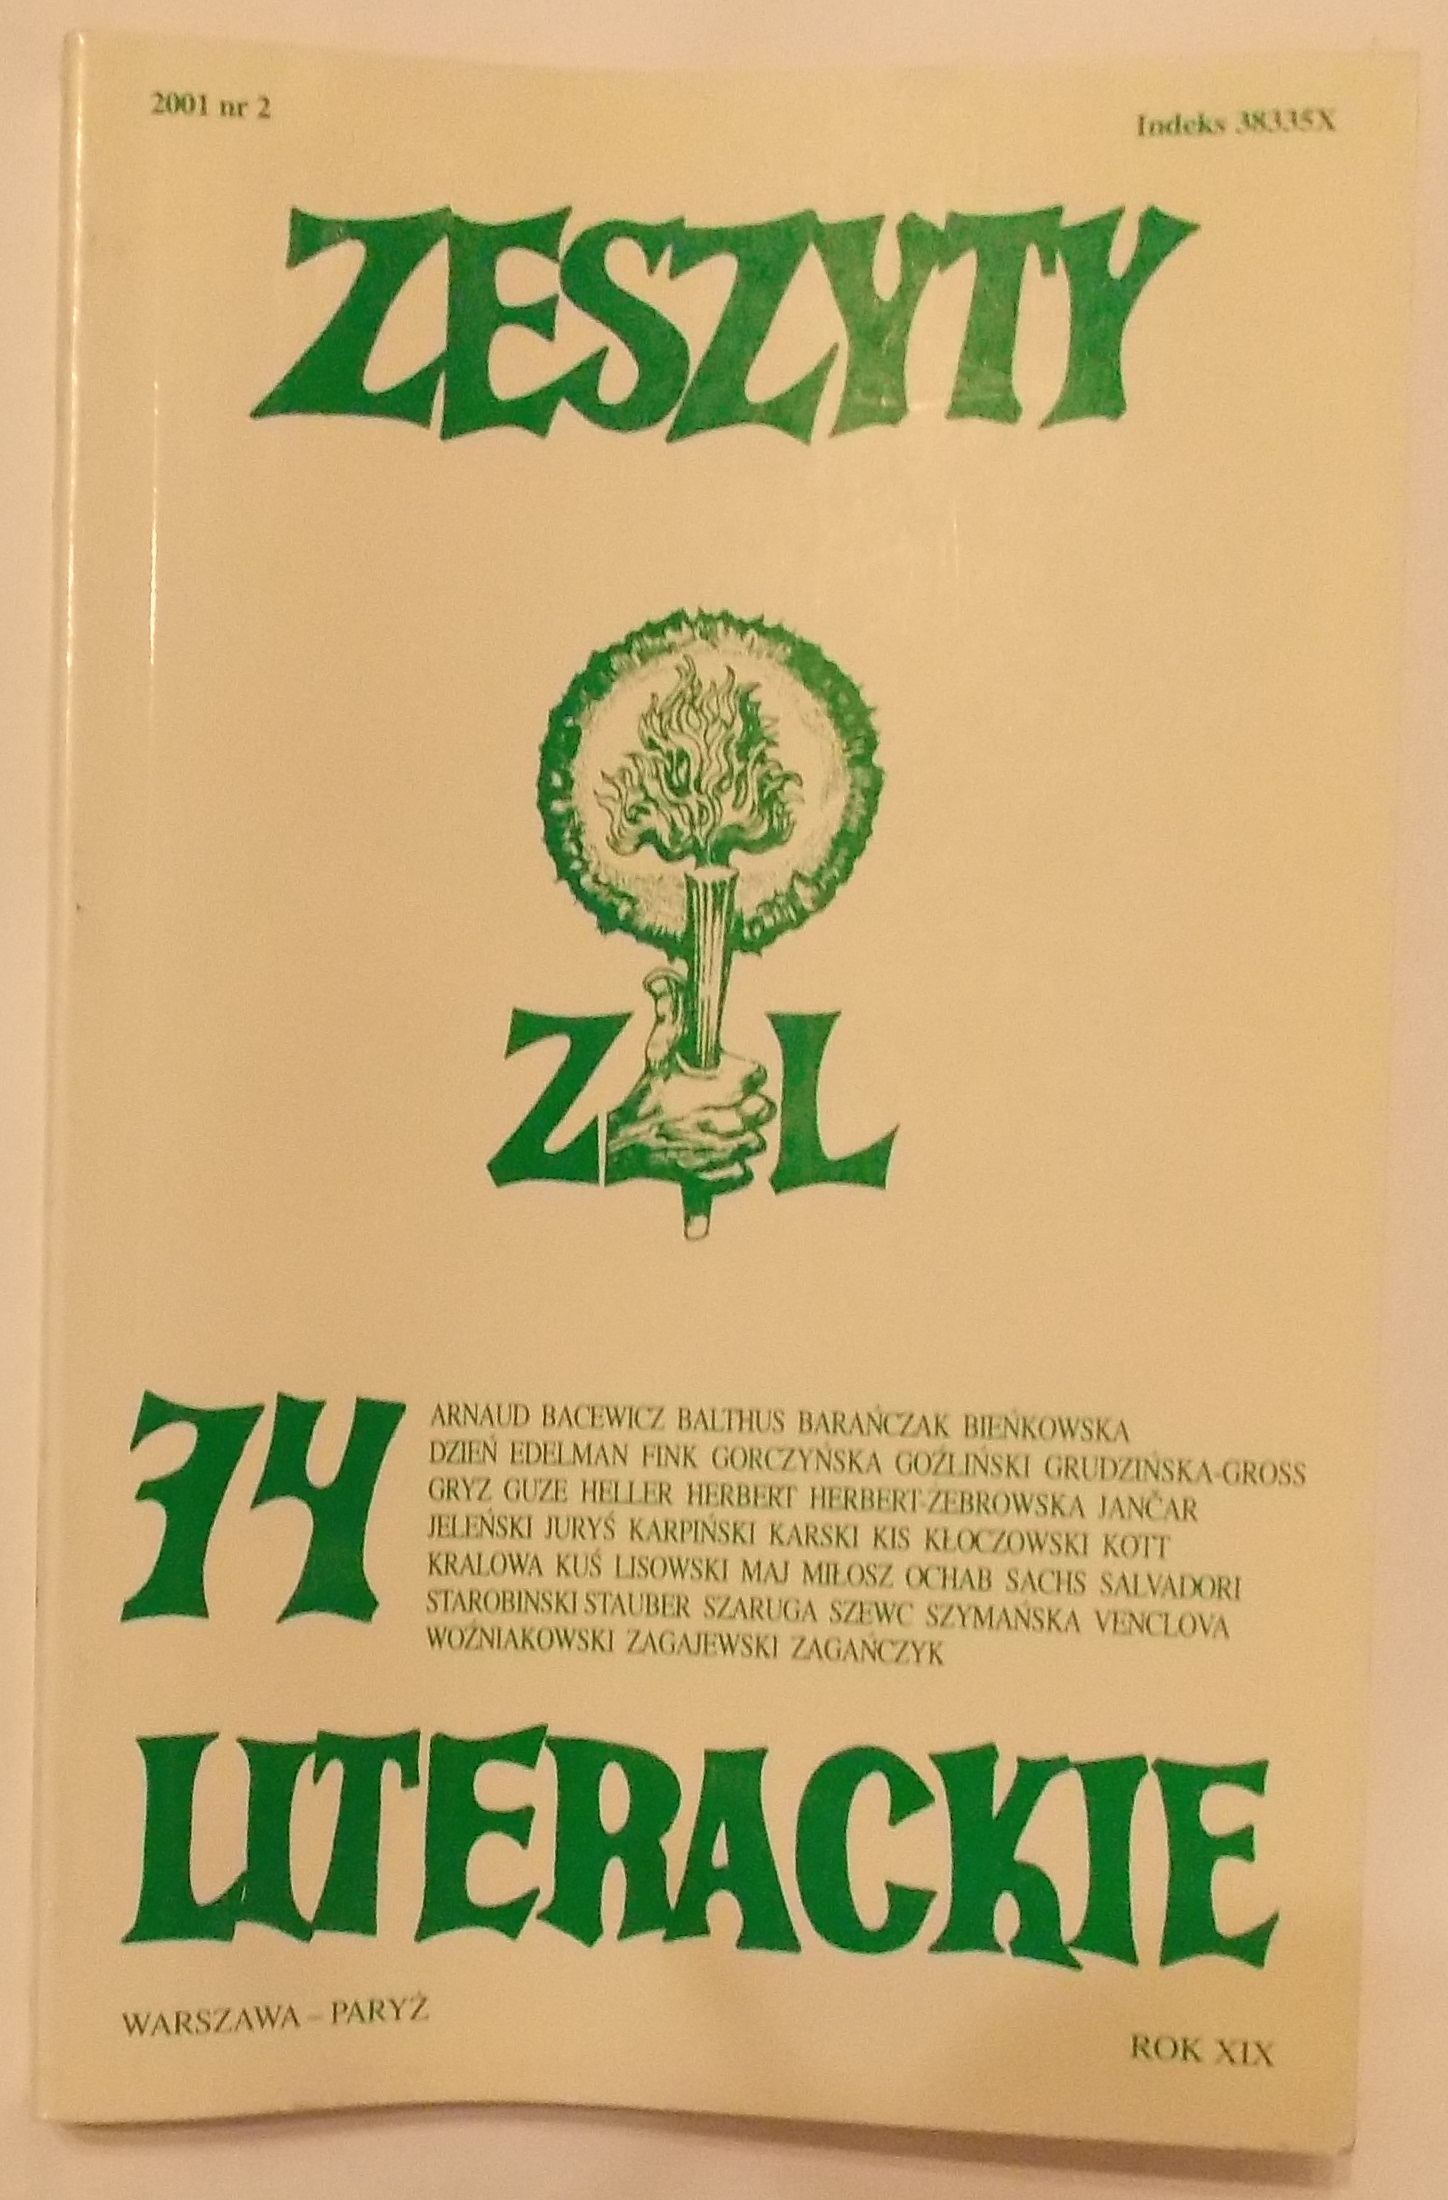 2001 nr 2
Indeks 38335X
ZESZYTY
Z L
74
ARNAUD BACEWICZ BALTHUS BARAŃCZAK BIEŃKOWSKA
DZIEŃ EDELMAN FINK GORCZYŃSKA GOŹLIŃSKI GRUDZIŃSKA-GROSS
GRYZ GUZE HELLER HERBERT HERBERT-ŻEBROWSKA JANČAR
JELEŃSKI JURYŚ KARPIŃSKI KARSKI KIS KŁOCZOWSKI KOTT
KRALOWA KUŚ LISOWSKI MAJ MIŁOSZ OCHAB SACHS SALVADORI
STAROBINSKI STAUBER SZARUGA SZEWC SZYMAŃSKA VENCLOVA
WOŹNIAKOWSKI ZAGAJEWSKI ZAGAŃCZYK
LITERACKIE
WARSZAWA – PARYŻ
ROK XIX